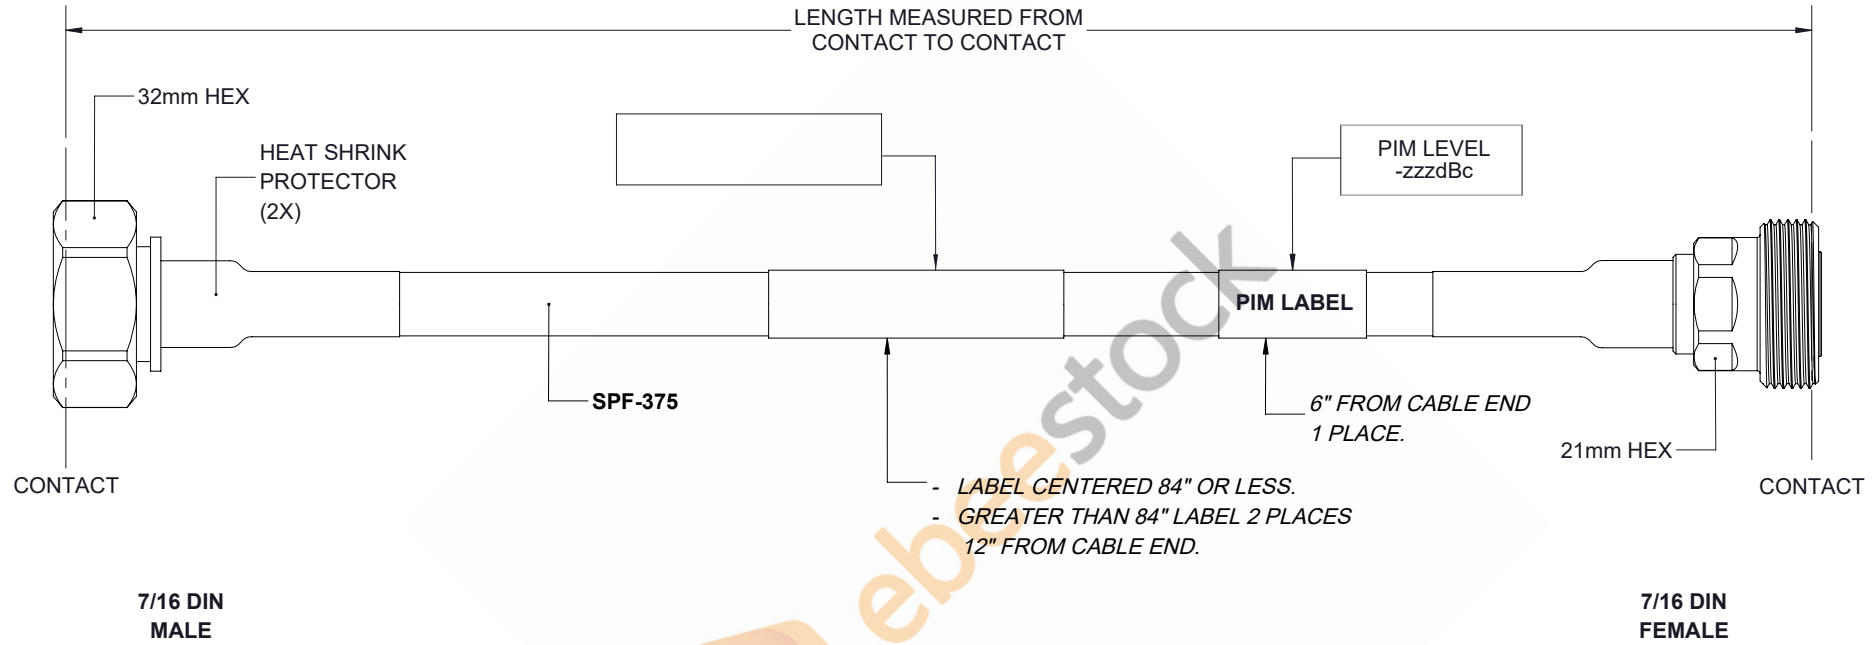 LENGTH MEASURED FROM
CONTACT TO CONTACT
32mm HEX
HEAT SHRINK
PROTECTOR
(2X)
PIM LEVEL
-zzzdBc
PIM LABEL
SPF-375
6" FROM CABLE END
1 PLACE.
21mm HEX
CONTACT
CONTACT
- LABEL CENTERED 84" OR LESS.
- GREATER THAN 84" LABEL 2 PLACES
12" FROM CABLE END.
7/16 DIN
MALE
7/16 DIN
FEMALE
ebeestock